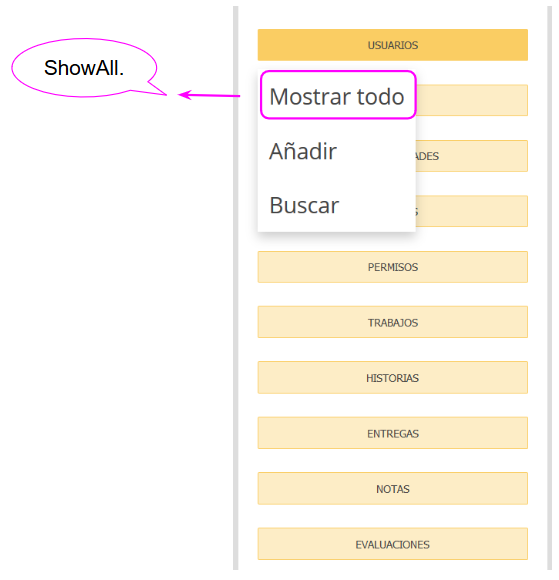 USUARIOS
ShowAll.
Mostrar todo
Añadir
ADES
Buscar
S
PERMISOS
TRABAJOS
HISTORIAS
ENTREGAS
NOTAS
EVALUACIONES